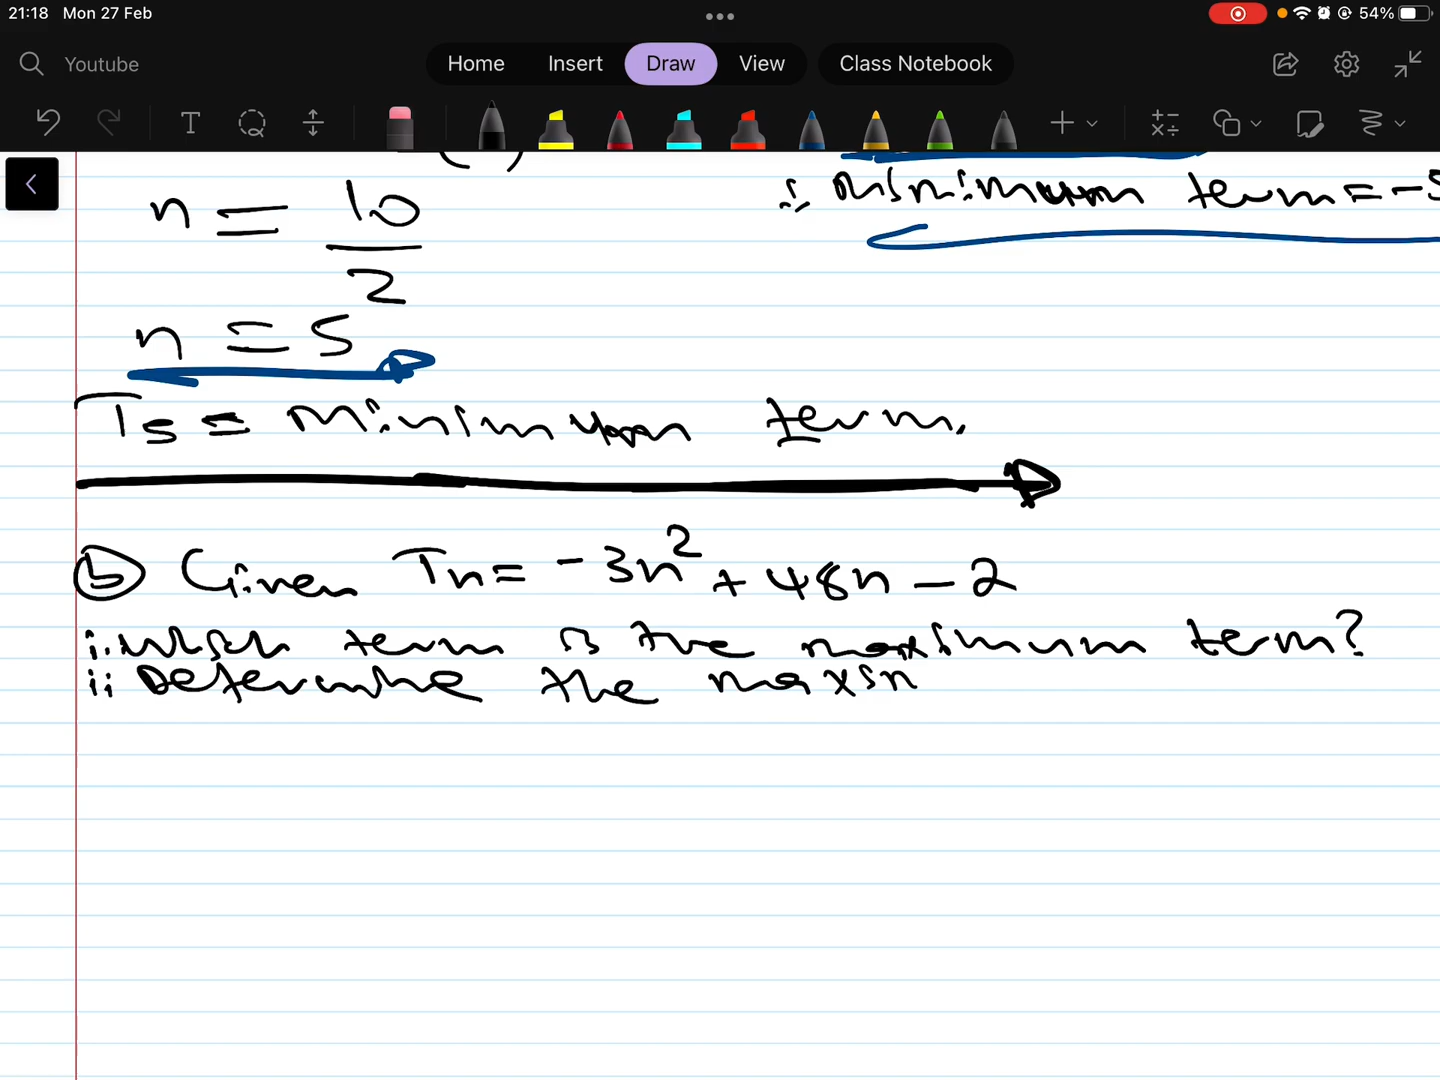 21:18 Mon 27 Feb
54%
Youtube
Home Insert Draw View Class Notebook
n = 10/2
∴ minimum term = -
n = 5
T5 = minimum term.
(b) Given Tn = -3n² + 48n - 2
i. which term is the maximum term?
ii Determine the maxim